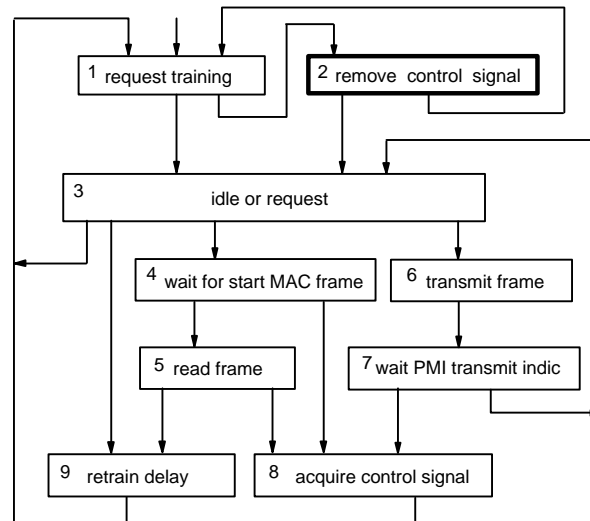 1 request training
2 remove control signal
3 idle or request
4 wait for start MAC frame
6 transmit frame
5 read frame
7 wait PMI transmit indic
9 retrain delay
8 acquire control signal